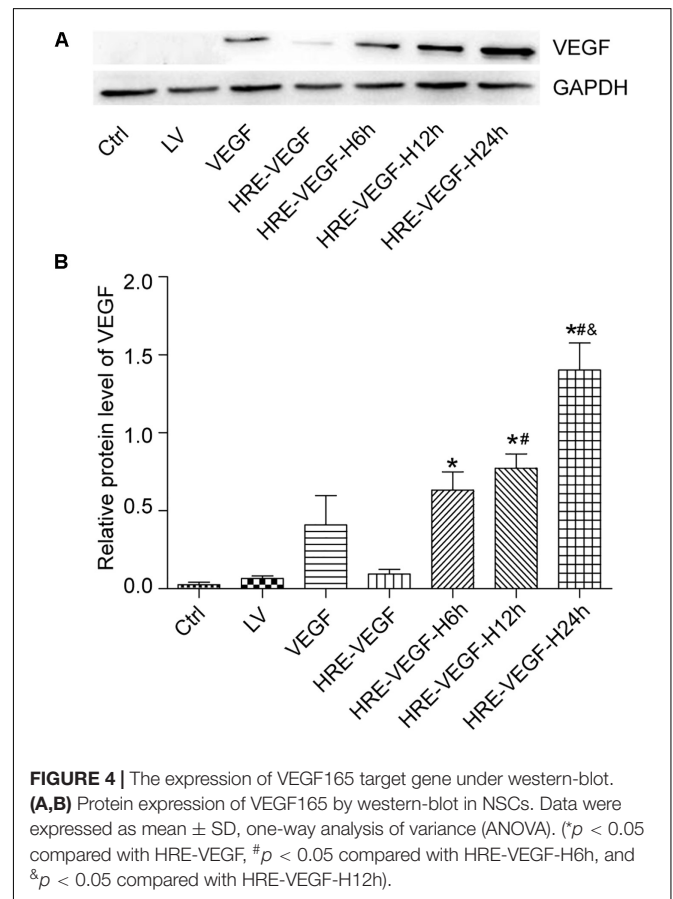 A
VEGF
GAPDH
Ctrl
LV
VEGF
HRE-VEGF
HRE-VEGF-H6h
HRE-VEGF-H12h
HRE-VEGF-H24h
B
Relative protein level of VEGF
2.0
1.5
1.0
0.5
0.0
*
*#
*#&
Ctrl
LV
VEGF
HRE-VEGF
HRE-VEGF-H6h
HRE-VEGF-H12h
HRE-VEGF-H24h
FIGURE 4 | The expression of VEGF165 target gene under western-blot.
(A,B) Protein expression of VEGF165 by western-blot in NSCs. Data were
expressed as mean ± SD, one-way analysis of variance (ANOVA). (*p < 0.05
compared with HRE-VEGF, #p < 0.05 compared with HRE-VEGF-H6h, and
&p < 0.05 compared with HRE-VEGF-H12h).